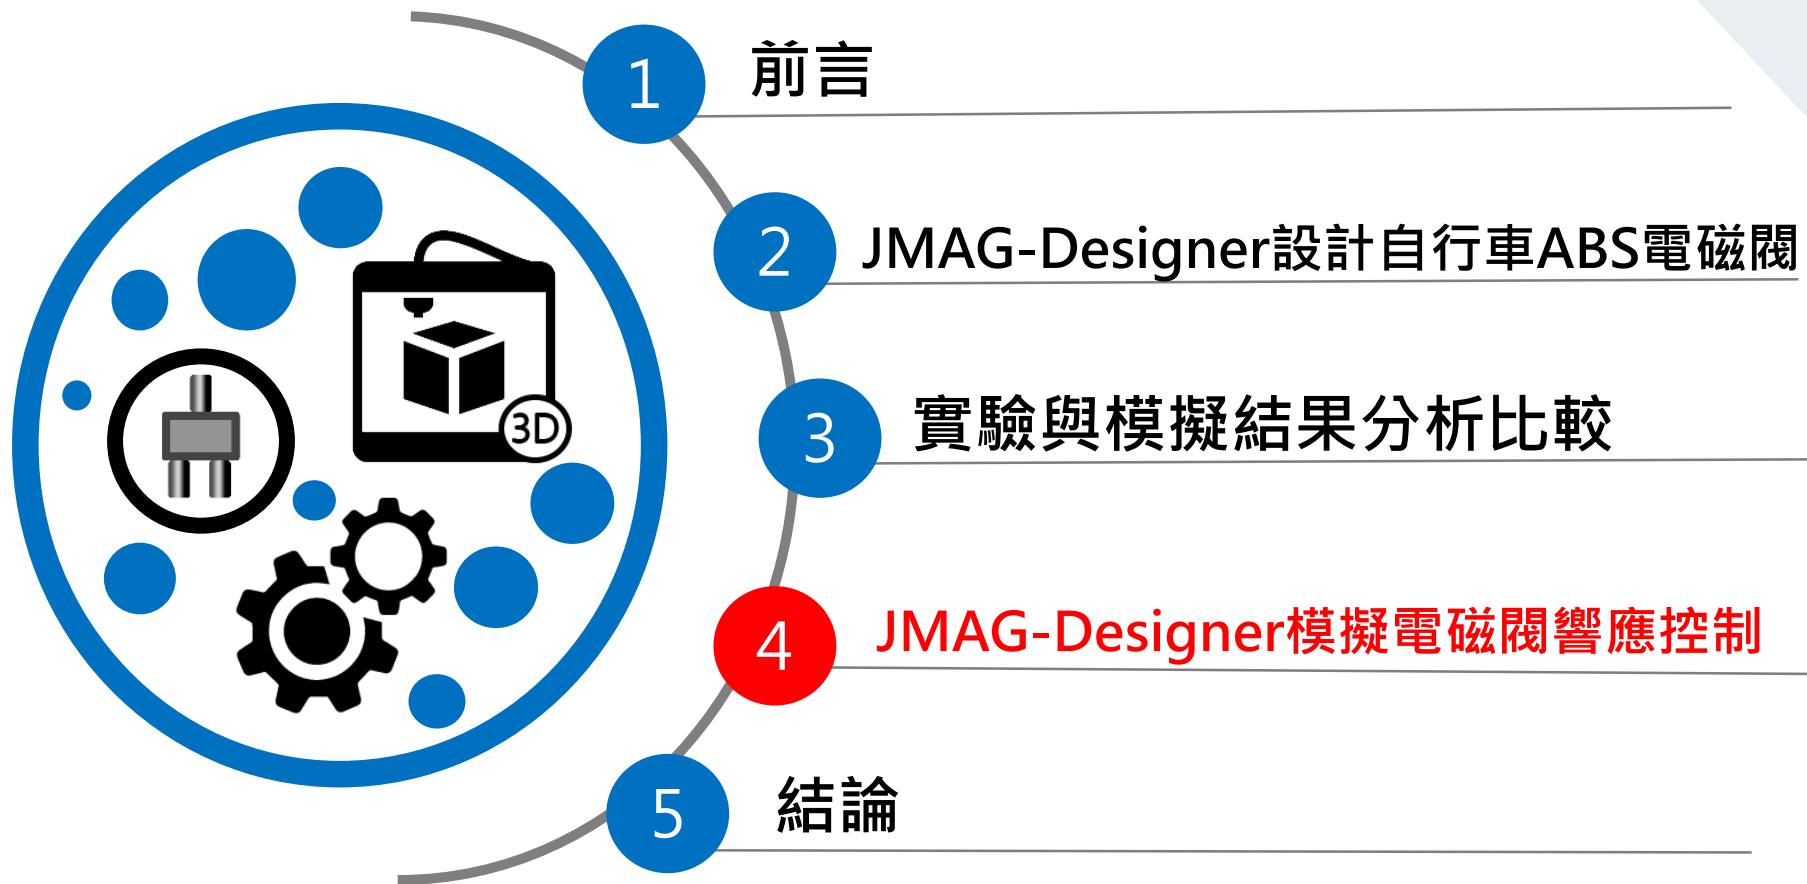 1
前言
2
JMAG-Designer設計自行車ABS電磁閥
3D
3
實驗與模擬結果分析比較
4
JMAG-Designer模擬電磁閥響應控制
5
結論